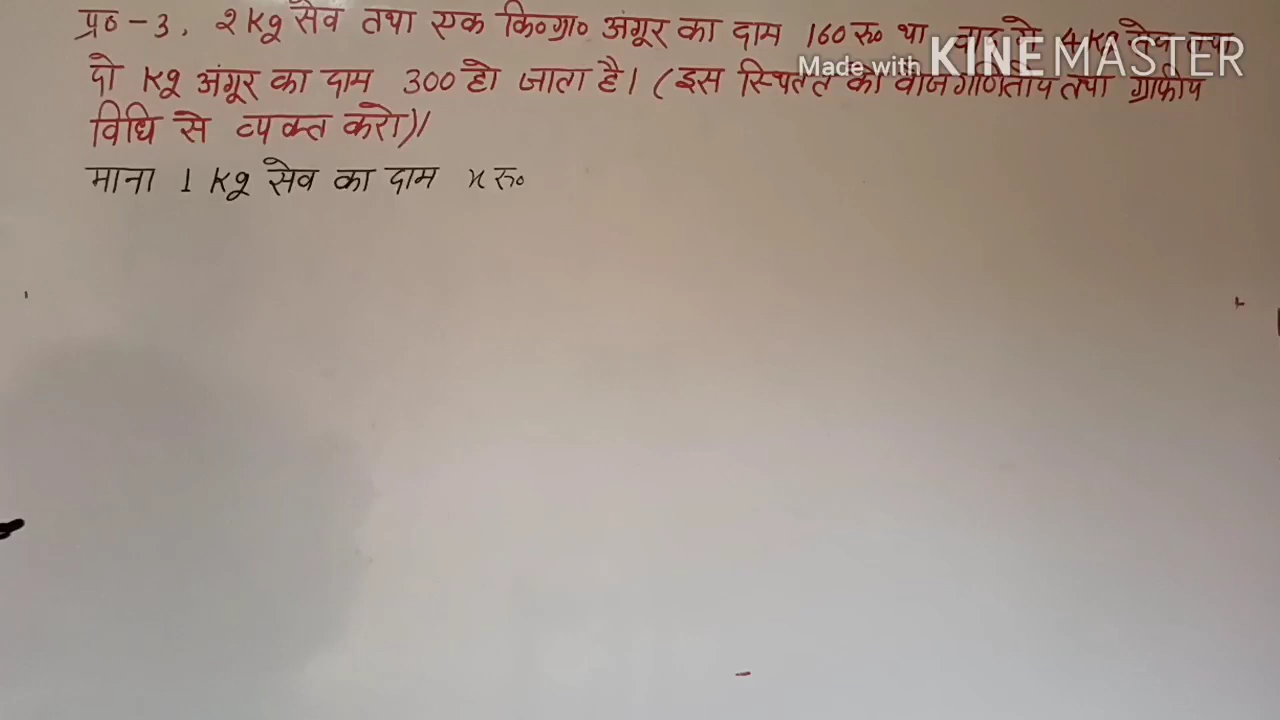 प्र० -3, 2 Kg सेव तथा एक कि०ग्रा० अंगूर का दाम 160 रू० था
Made with KINEMASTER
दो Kg अंगूर का दाम 300 हो जाता है। (इस
विधि से व्यक्त करो)।
माना 1 Kg सेव का दाम x रु०